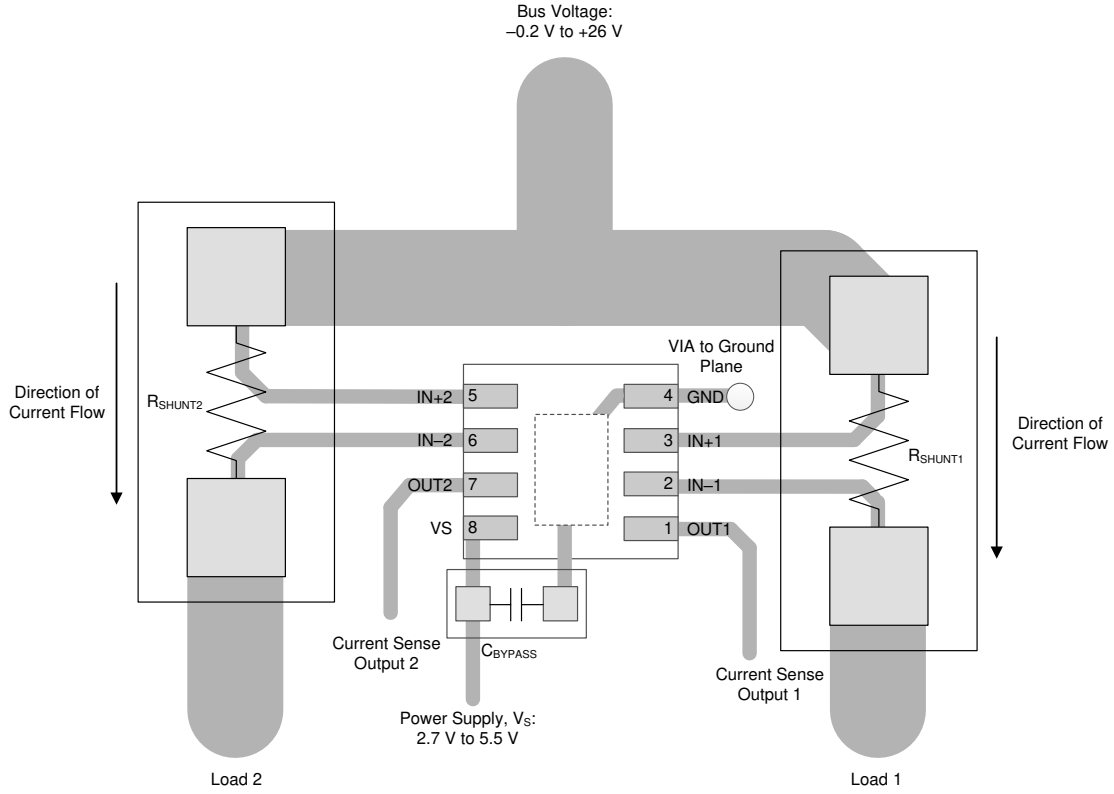 Bus Voltage:
–0.2 V to +26 V
VIA to Ground
Plane
Direction of
Current Flow
RSHUNT2
IN+2
5
4
GND
IN–2
6
3
IN+1
OUT2
7
2
IN–1
VS
8
1
OUT1
RSHUNT1
Direction of
Current Flow
CBYPASS
Current Sense
Output 2
Current Sense
Output 1
Power Supply, VS:
2.7 V to 5.5 V
Load 2
Load 1